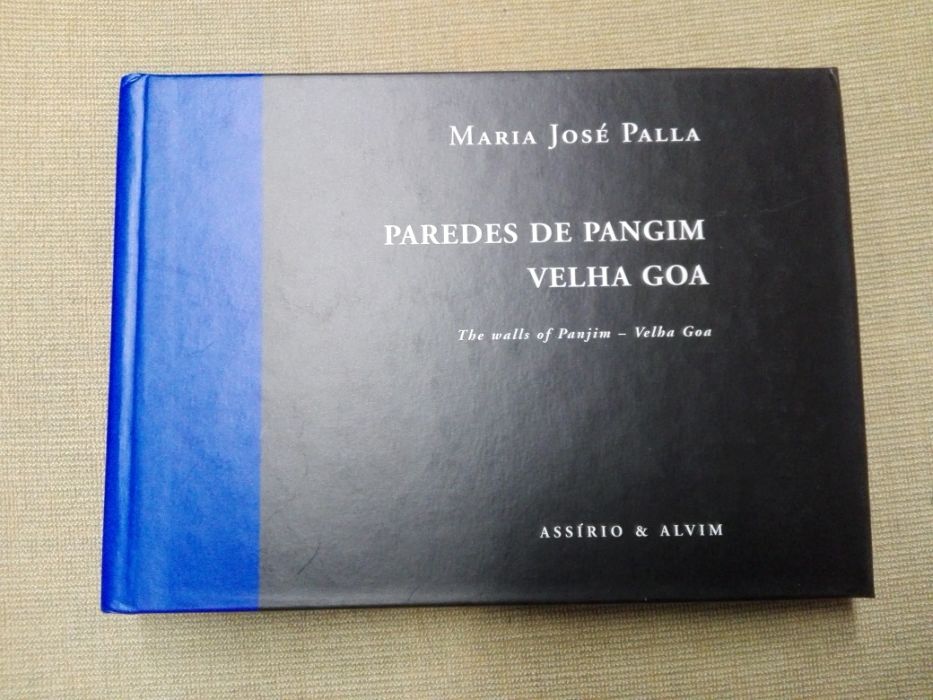 MARIA JOSÉ PALLA
PAREDES DE PANGIM
VELHA GOA
The walls of Panjim – Velha Goa
ASSÍRIO & ALVIM